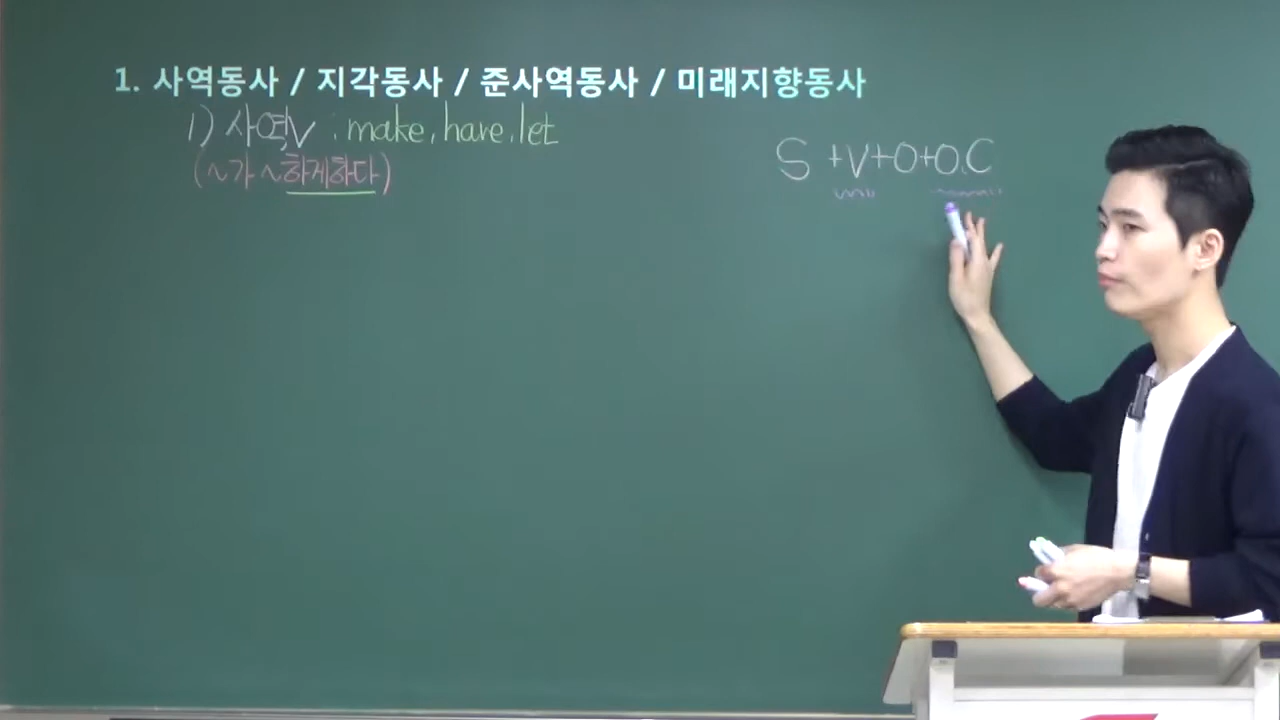 1. 사역동사 / 지각동사 / 준사역동사 / 미래지향동사
1) 사역V : make, have, let
(~가 ~하게하다)
S +V+O+O.C